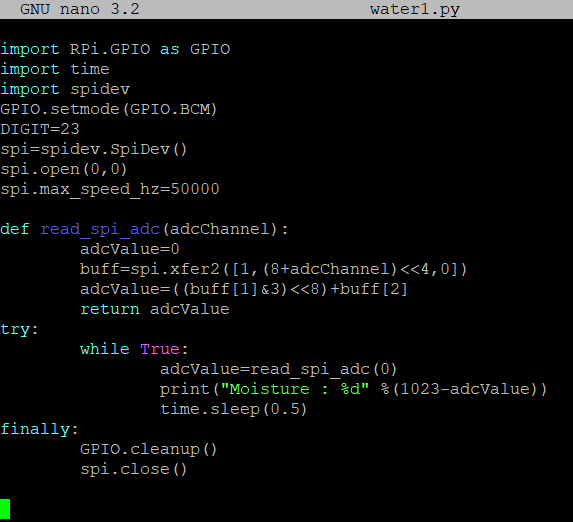 GNU nano 3.2 water1.py
import RPi.GPIO as GPIO
import time
import spidev
GPIO.setmode(GPIO.BCM)
DIGIT=23
spi=spidev.SpiDev()
spi.open(0,0)
spi.max_speed_hz=50000
def read_spi_adc(adcChannel):
        adcValue=0
        buff=spi.xfer2([1,(8+adcChannel)<<4,0])
        adcValue=((buff[1]&3)<<8)+buff[2]
        return adcValue
try:
        while True:
                adcValue=read_spi_adc(0)
                print("Moisture : %d" %(1023-adcValue))
                time.sleep(0.5)
finally:
        GPIO.cleanup()
        spi.close()